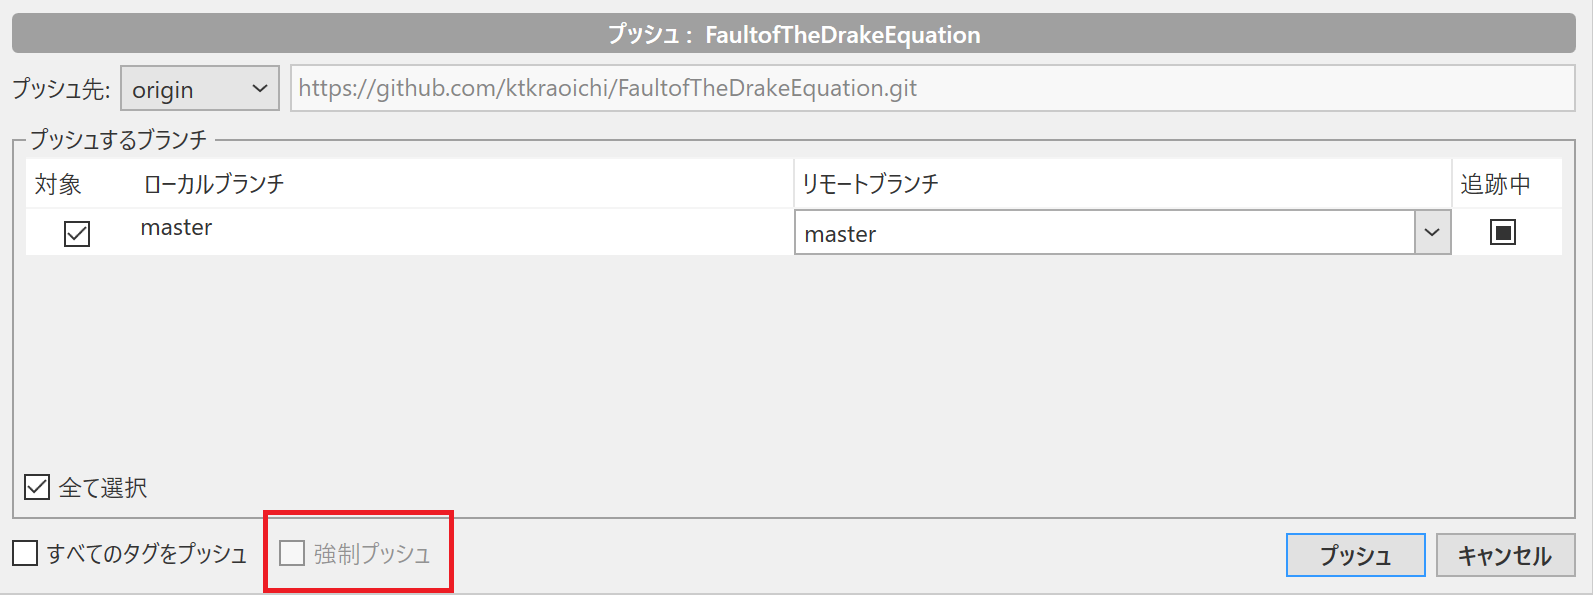 プッシュ : FaultofTheDrakeEquation
プッシュ先: origin https://github.com/ktkraoichi/FaultofTheDrakeEquation.git
プッシュするブランチ
対象 ローカルブランチ リモートブランチ 追跡中
master master
全て選択
すべてのタグをプッシュ 強制プッシュ プッシュ キャンセル